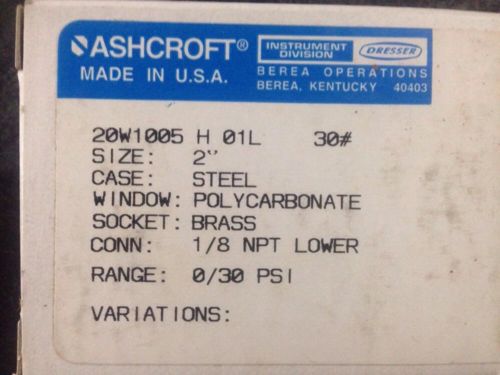 ASHCROFT® INSTRUMENT DIVISION DRESSER
MADE IN U.S.A. BEREA OPERATIONS
BEREA, KENTUCKY 40403
20W1005 H 01L 30#
SIZE: 2"
CASE: STEEL
WINDOW: POLYCARBONATE
SOCKET: BRASS
CONN: 1/8 NPT LOWER
RANGE: 0/30 PSI
VARIATIONS: